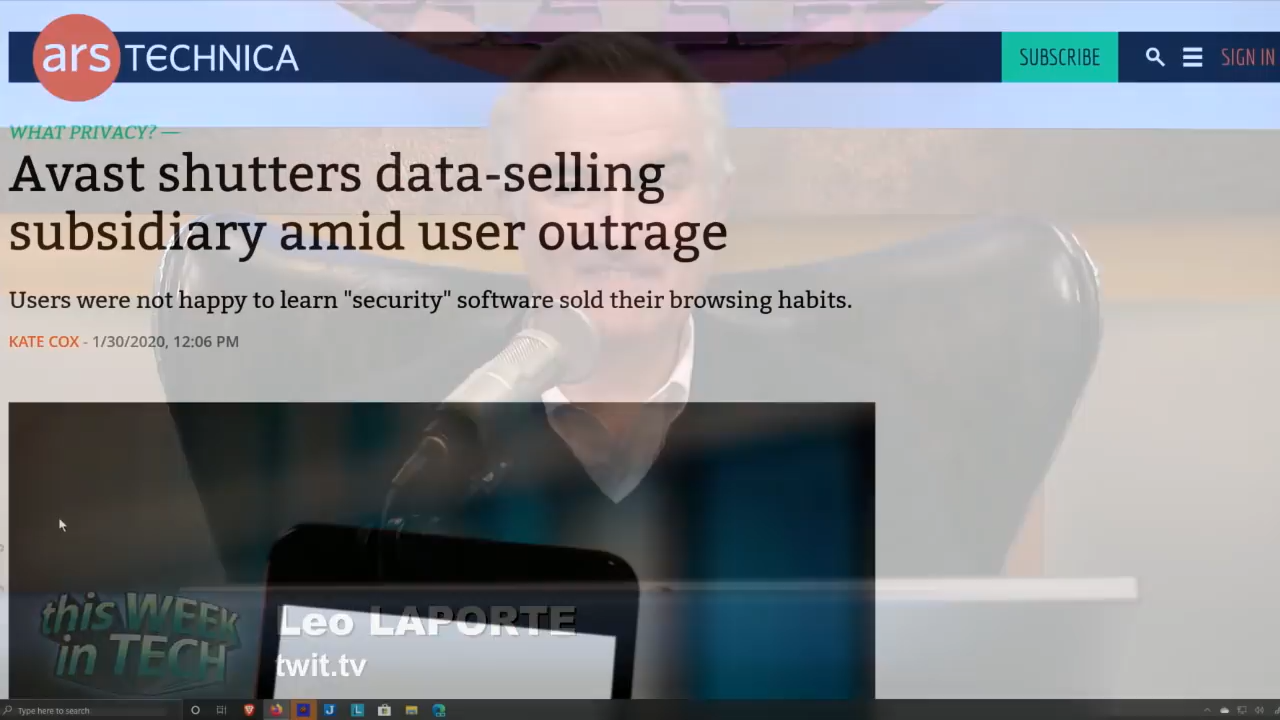 ars TECHNICA
SUBSCRIBE
SIGN IN
WHAT PRIVACY? —
Avast shutters data-selling
subsidiary amid user outrage
Users were not happy to learn "security" software sold their browsing habits.
KATE COX - 1/30/2020, 12:06 PM
this WEEK
in TECH
Leo LAPORTE
twit.tv
Type here to search